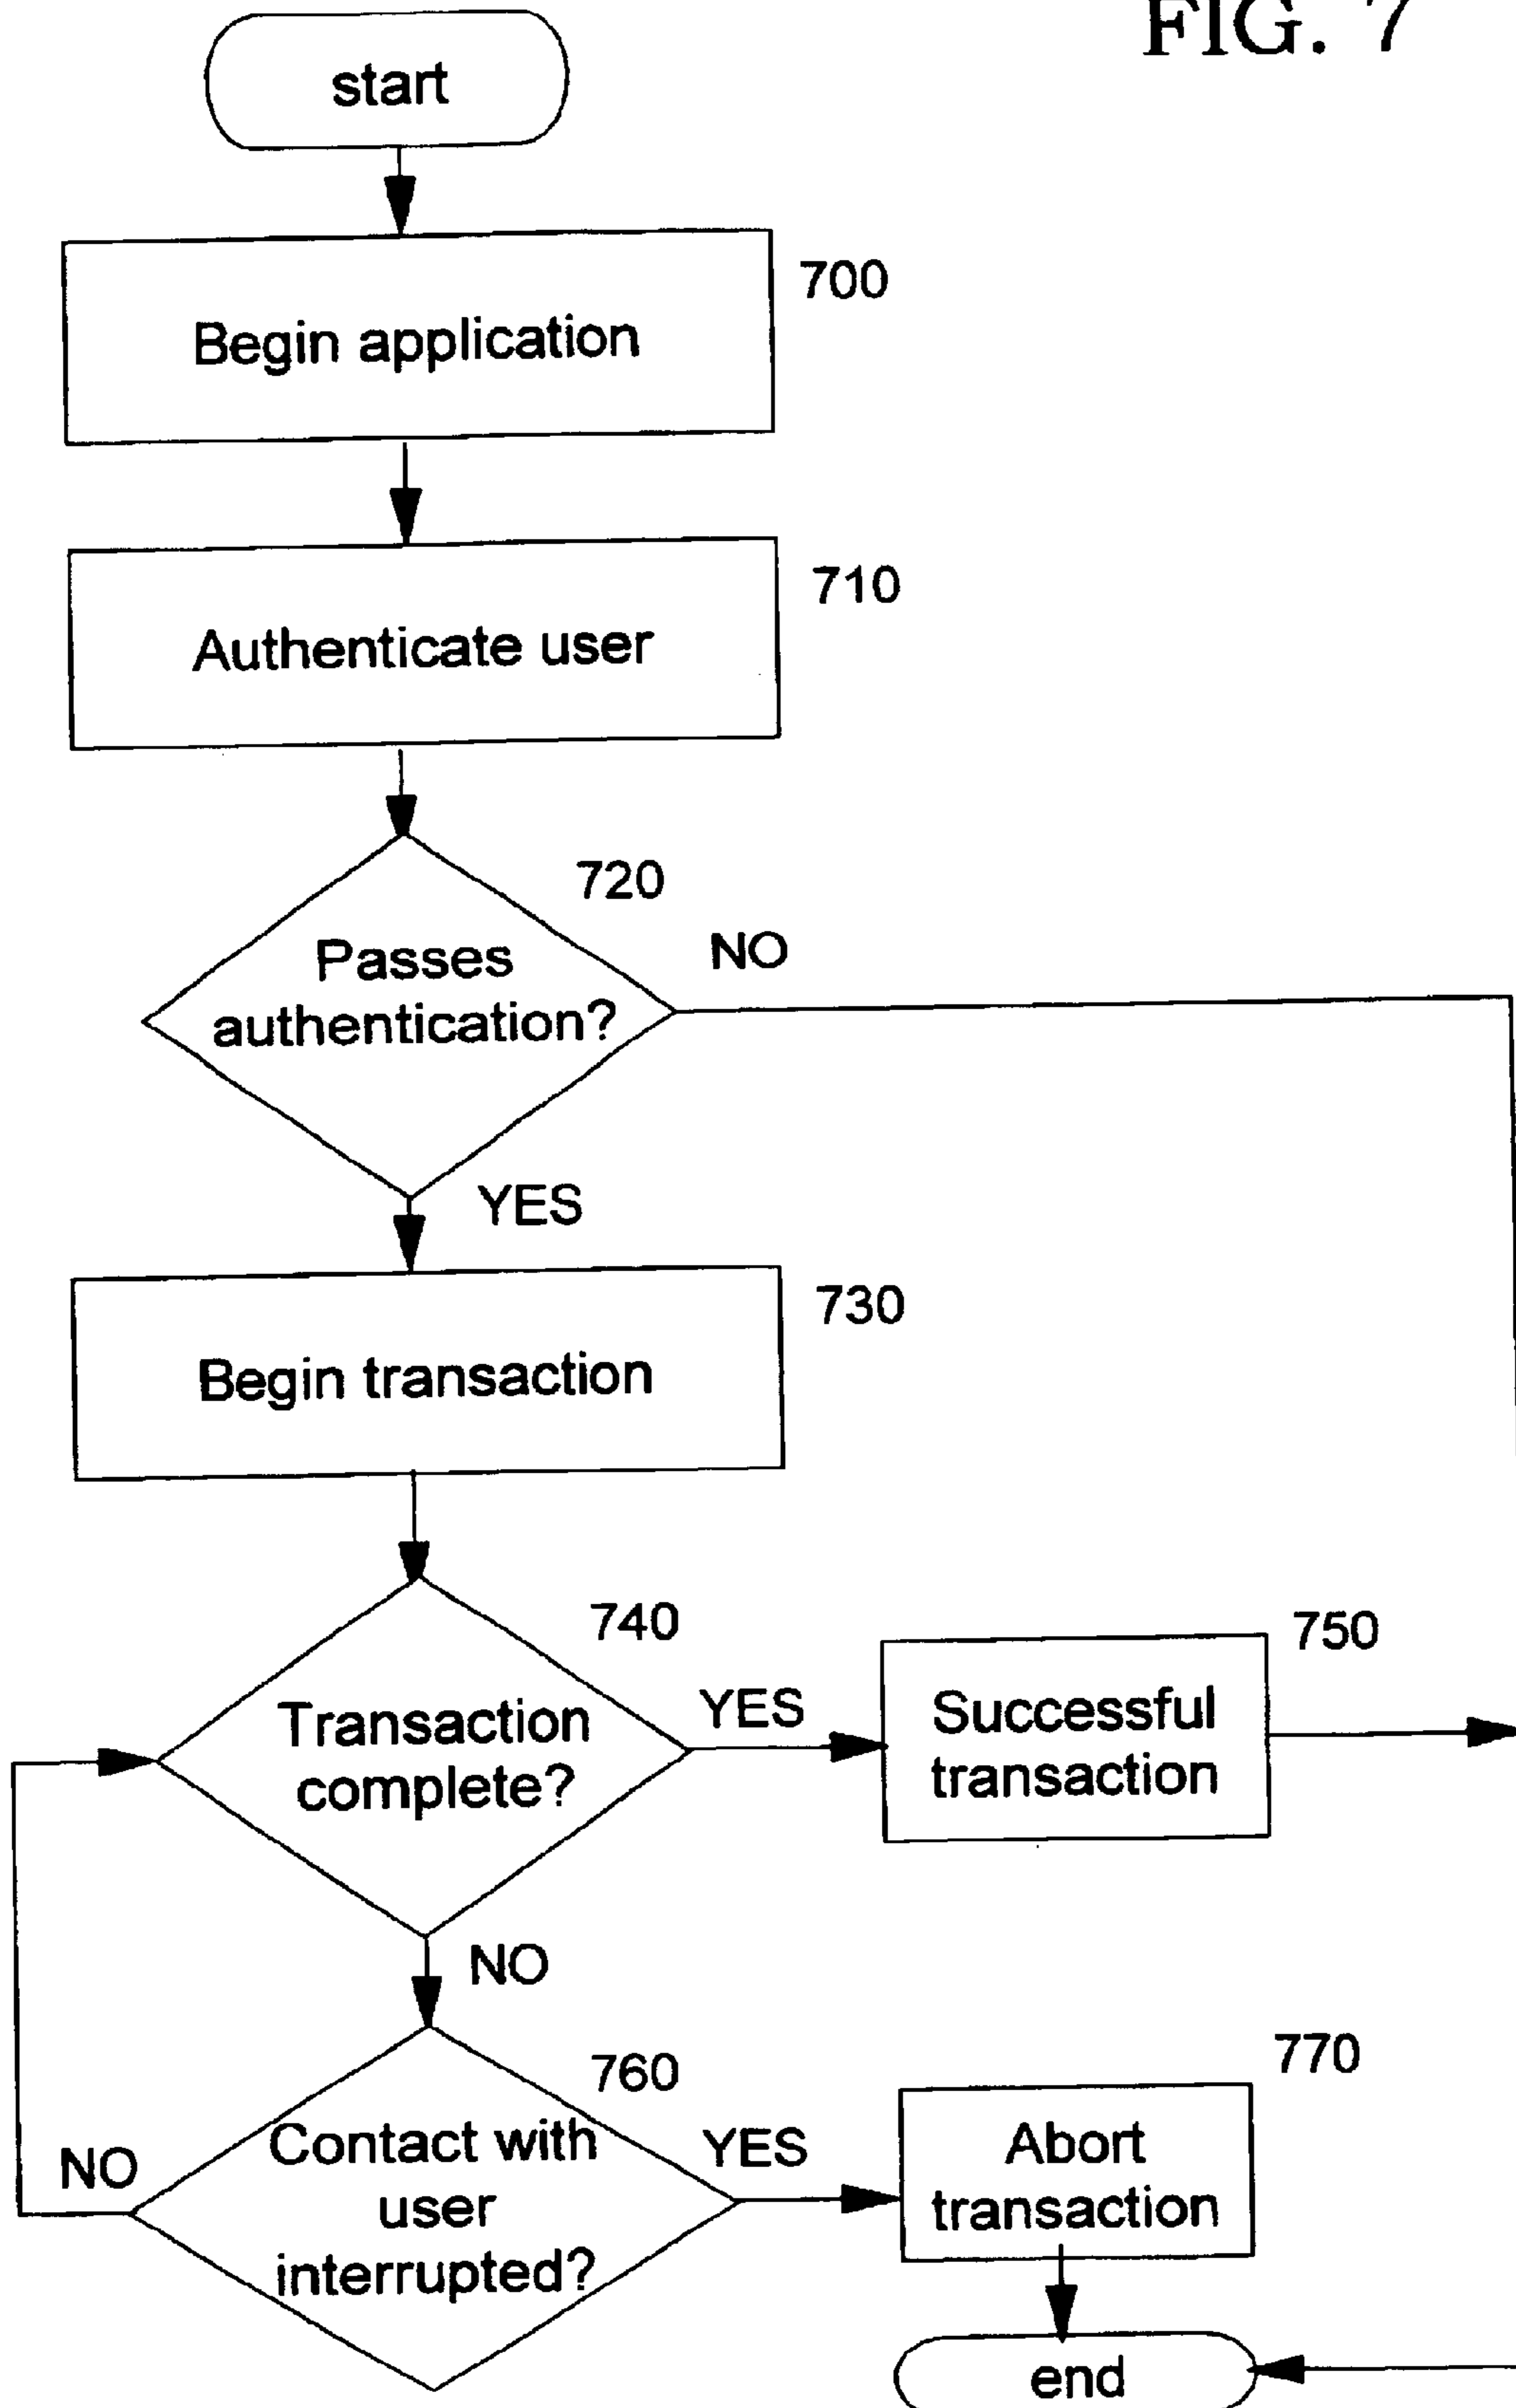 FIG. 7
start
700
Begin application
710
Authenticate user
720
Passes
authentication?
NO
YES
730
Begin transaction
740
Transaction
complete?
YES
750
Successful
transaction
NO
760
Contact with
user
interrupted?
NO
YES
770
Abort
transaction
end